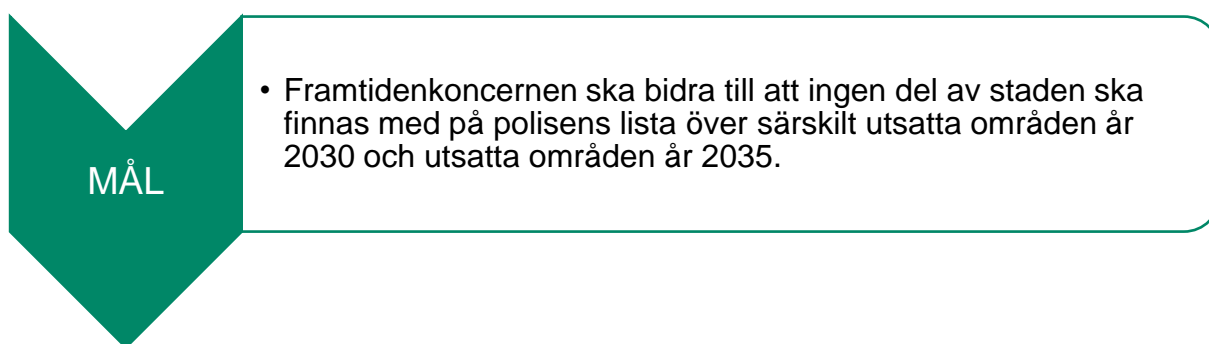 MÅL
• Framtidenkoncernen ska bidra till att ingen del av staden ska
finnas med på polisens lista över särskilt utsatta områden år
2030 och utsatta områden år 2035.